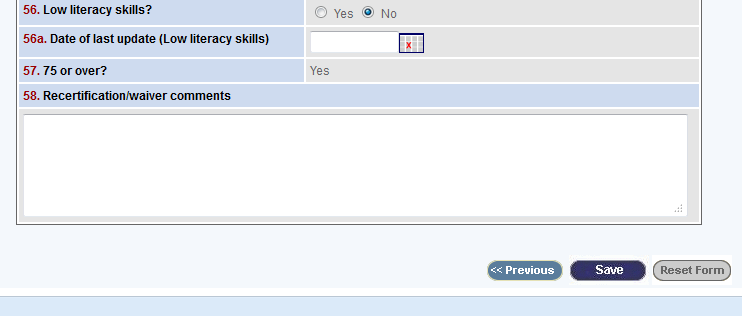 56. Low literacy skills?
Yes No
56a. Date of last update (Low literacy skills)
57. 75 or over?
Yes
58. Recertification/waiver comments
<< Previous Save Reset Form